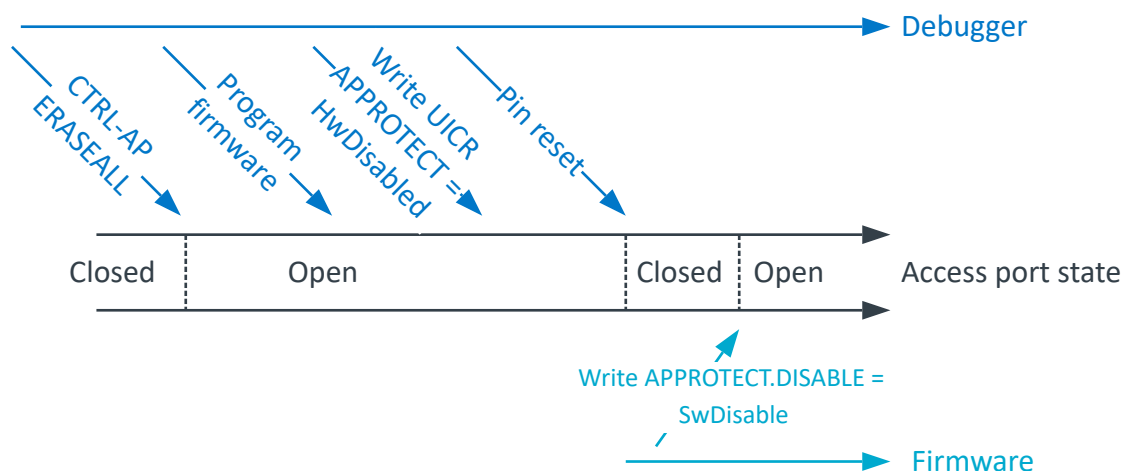 Debugger
CTRL-AP
ERASEALL
Program
firmware
Write UICR
APPROTECT =
HwDisabled
Pin reset
Closed
Open
Closed
Open
Access port state
Write APPROTECT.DISABLE =
SwDisable
Firmware